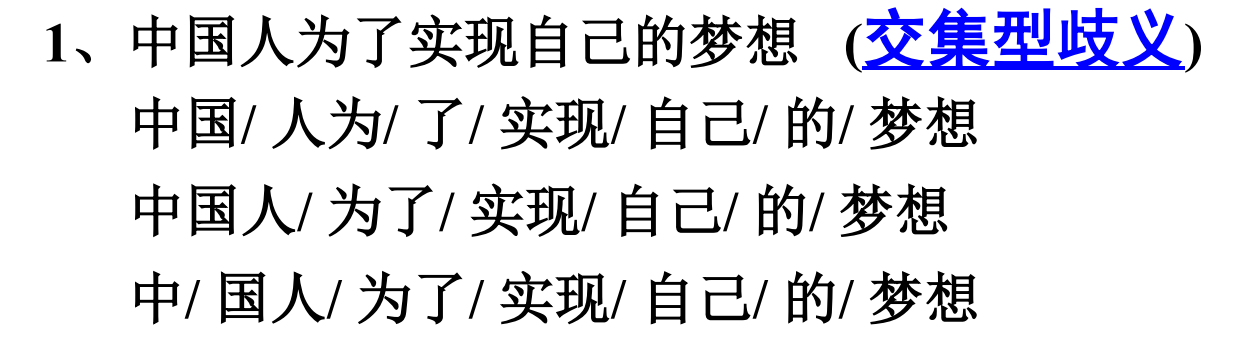 1、中国人为了实现自己的梦想 (交集型歧义)
中国/ 人为/ 了/ 实现/ 自己/ 的/ 梦想
中国人/ 为了/ 实现/ 自己/ 的/ 梦想
中/ 国人/ 为了/ 实现/ 自己/ 的/ 梦想